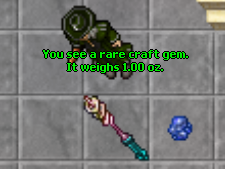 You see a rare craft gem.
It weighs 1.00 oz.